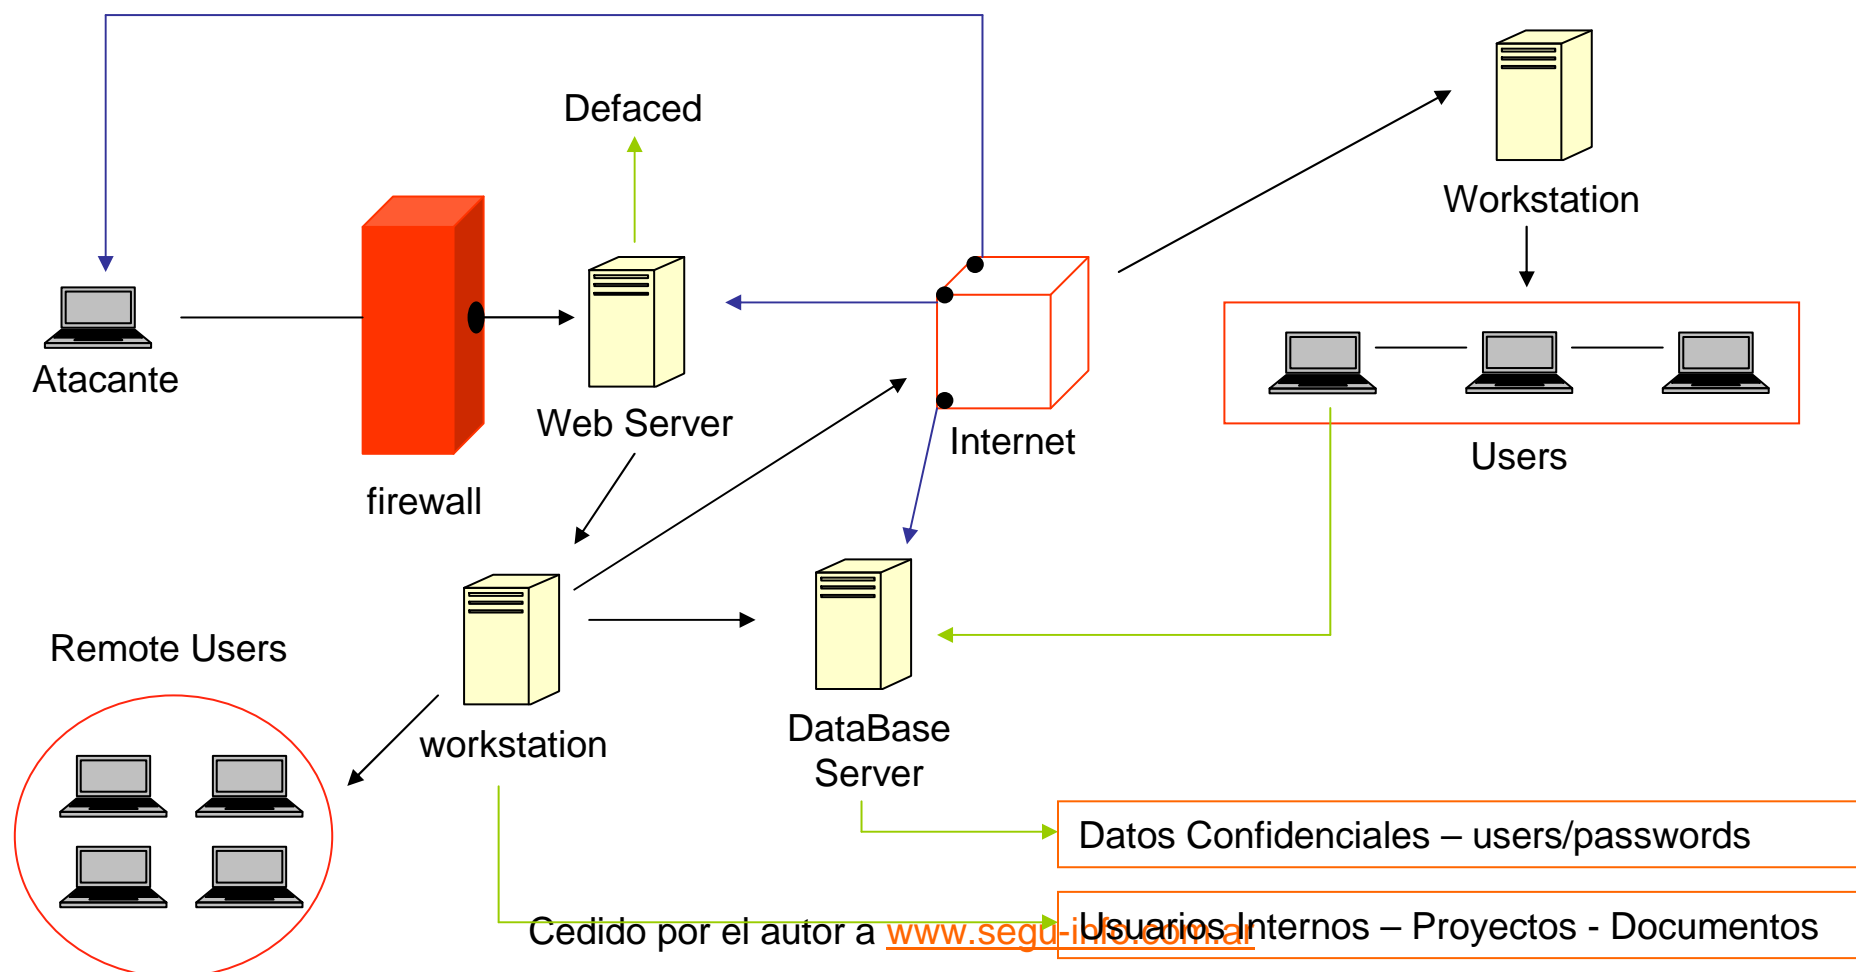 Defaced
Workstation
Atacante
Web Server
Internet
Users
firewall
Remote Users
workstation
DataBase
Server
Datos Confidenciales – users/passwords
Usuarios Internos – Proyectos - Documentos
Cedido por el autor a www.segu-info.com.ar